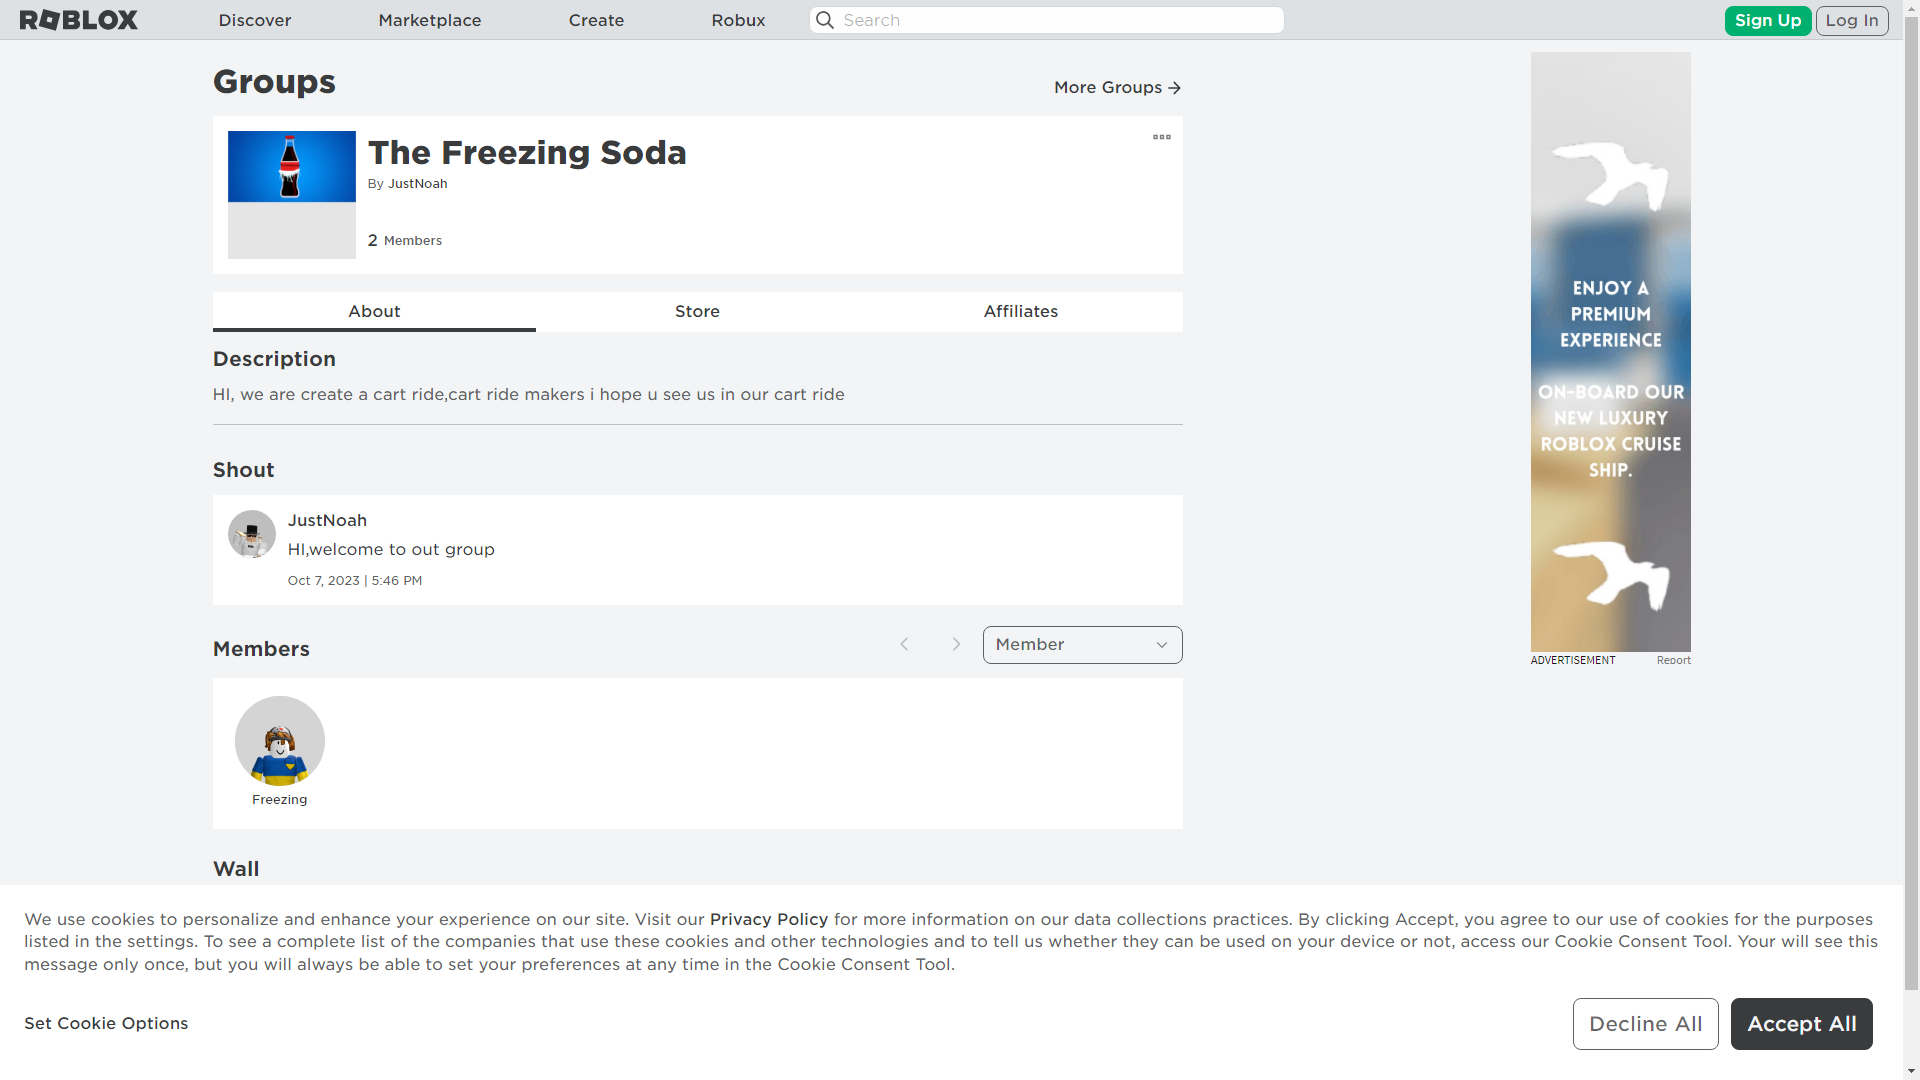 ROBLOX Discover Marketplace Create Robux Search Sign Up Log In
Groups
More Groups
The Freezing Soda
By JustNoah
2 Members
About Store Affiliates
Description
HI, we are create a cart ride,cart ride makers i hope u see us in our cart ride
Shout
JustNoah
HI,welcome to out group
Oct 7, 2023 | 5:46 PM
Members
Member
Freezing
Wall
ENJOY A
PREMIUM
EXPERIENCE
ON-BOARD OUR
NEW LUXURY
ROBLOX CRUISE
SHIP.
ADVERTISEMENT Report
We use cookies to personalize and enhance your experience on our site. Visit our Privacy Policy for more information on our data collections practices. By clicking Accept, you agree to our use of cookies for the purposes
listed in the settings. To see a complete list of the companies that use these cookies and other technologies and to tell us whether they can be used on your device or not, access our Cookie Consent Tool. Your will see this
message only once, but you will always be able to set your preferences at any time in the Cookie Consent Tool.
Set Cookie Options
Decline All
Accept All